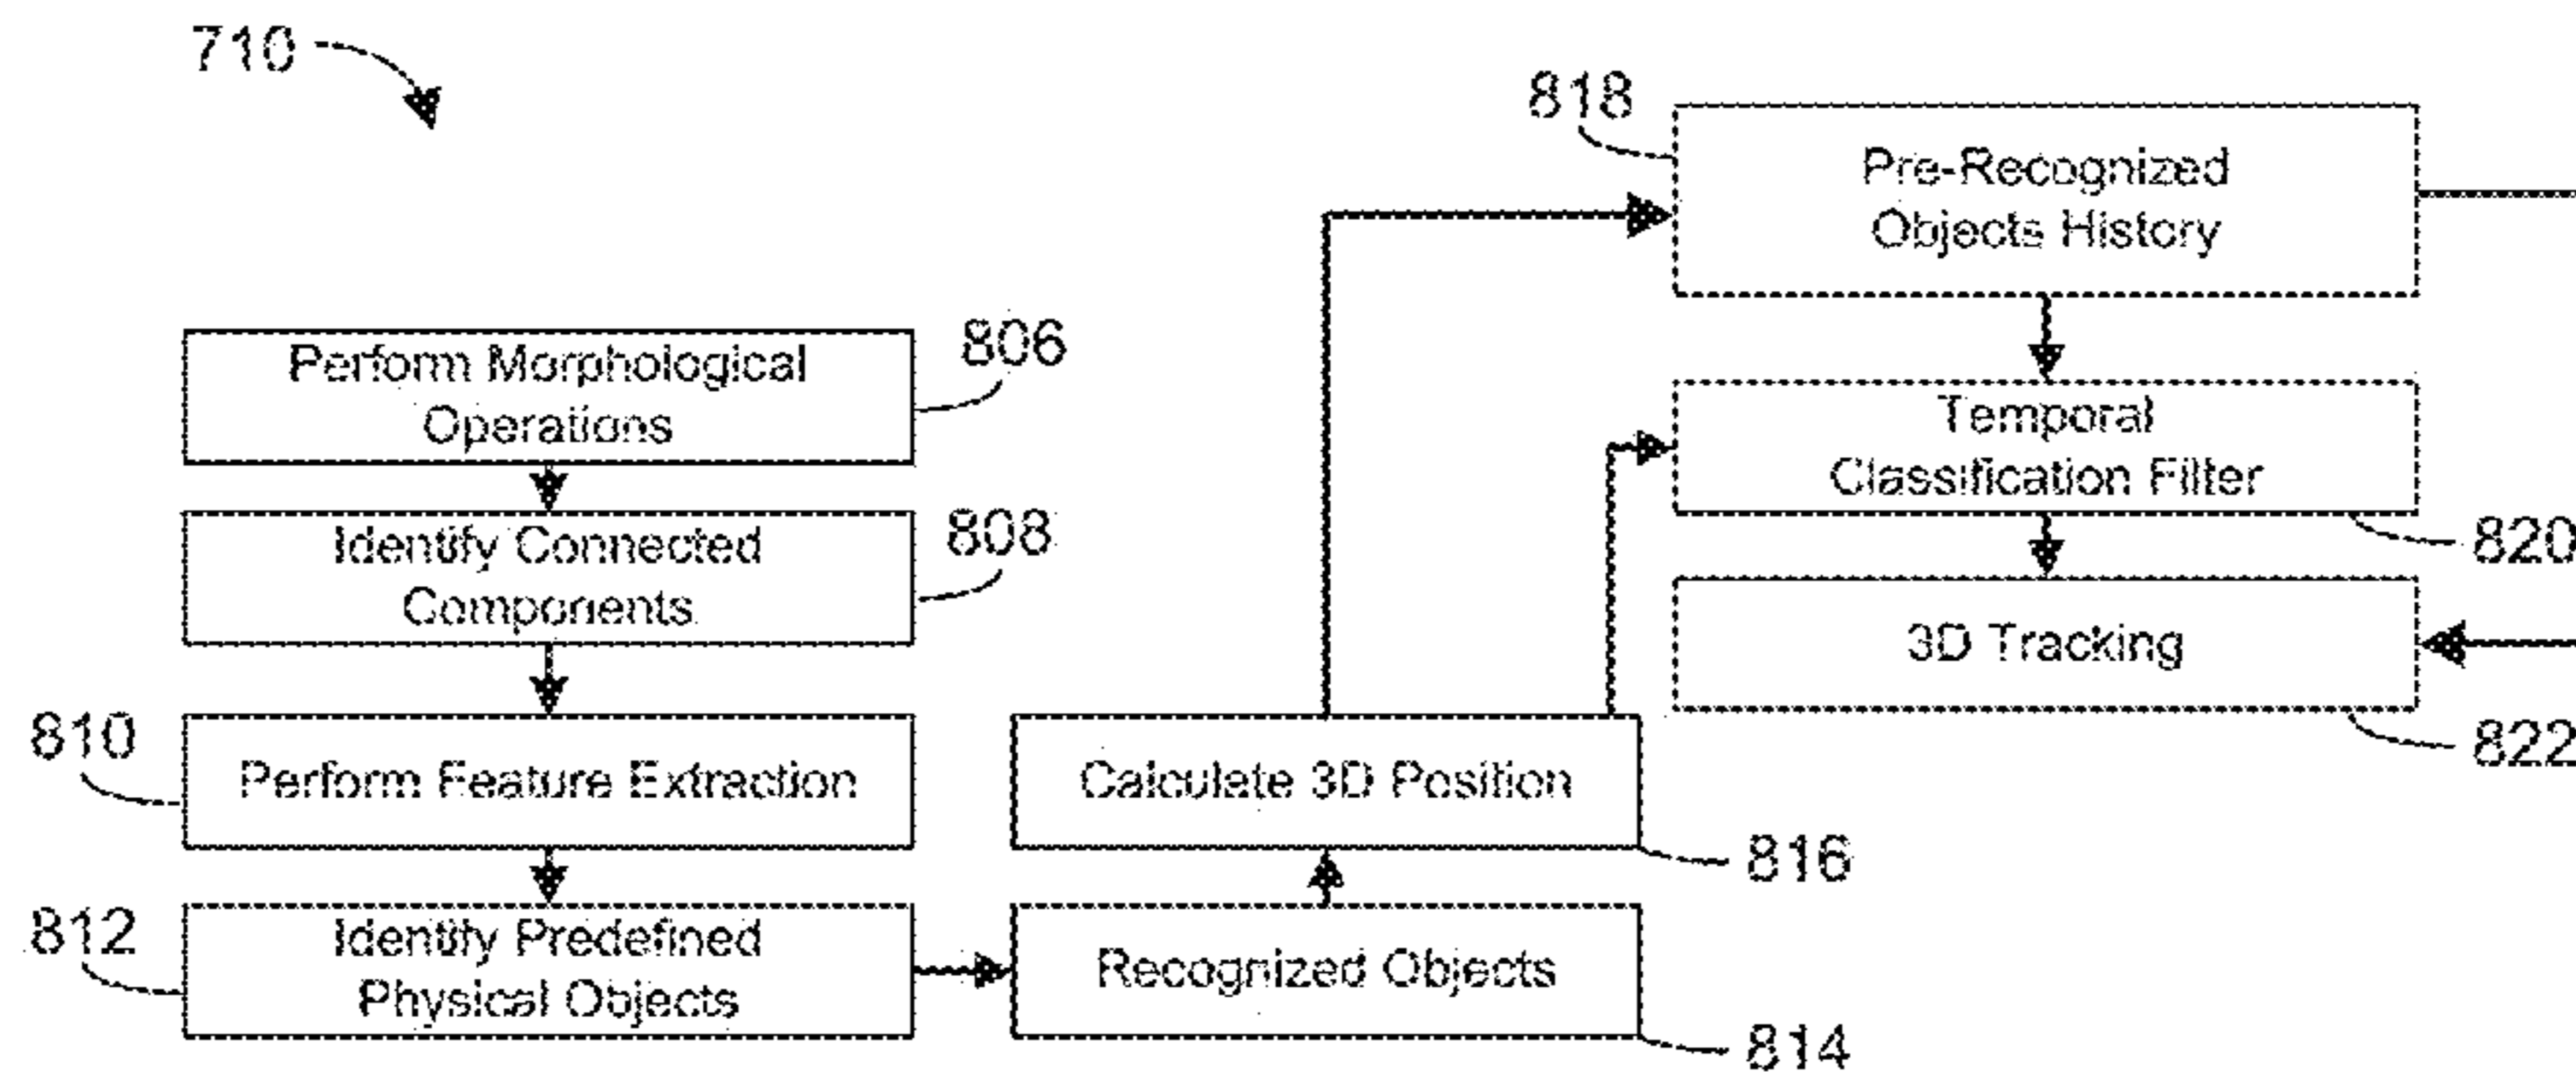 710
818
Pre-Recognized
Objects History
Perform Morphological
Operations
806
Temporal
Classification Filter
820
Identify Connected
Components
808
3D Tracking
822
810
Perform Feature Extraction
Calculate 3D Position
816
812
Identify Predefined
Physical Objects
Recognized Objects
814